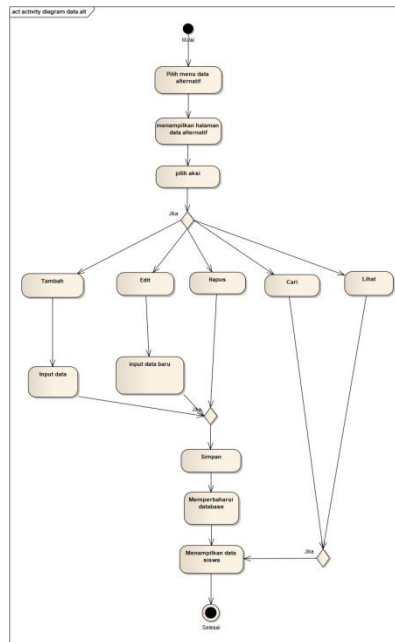 act activity diagram data alt
Mulai
Pilih menu data
alternatif
menampilkan halaman
data alternatif
pilih aksi
Jika
Tambah
Edit
Hapus
Cari
Lihat
Input data
input data baru
Jika
Simpan
Memperbaharui
database
Menampilkan data
siswa
Jika
Selesai